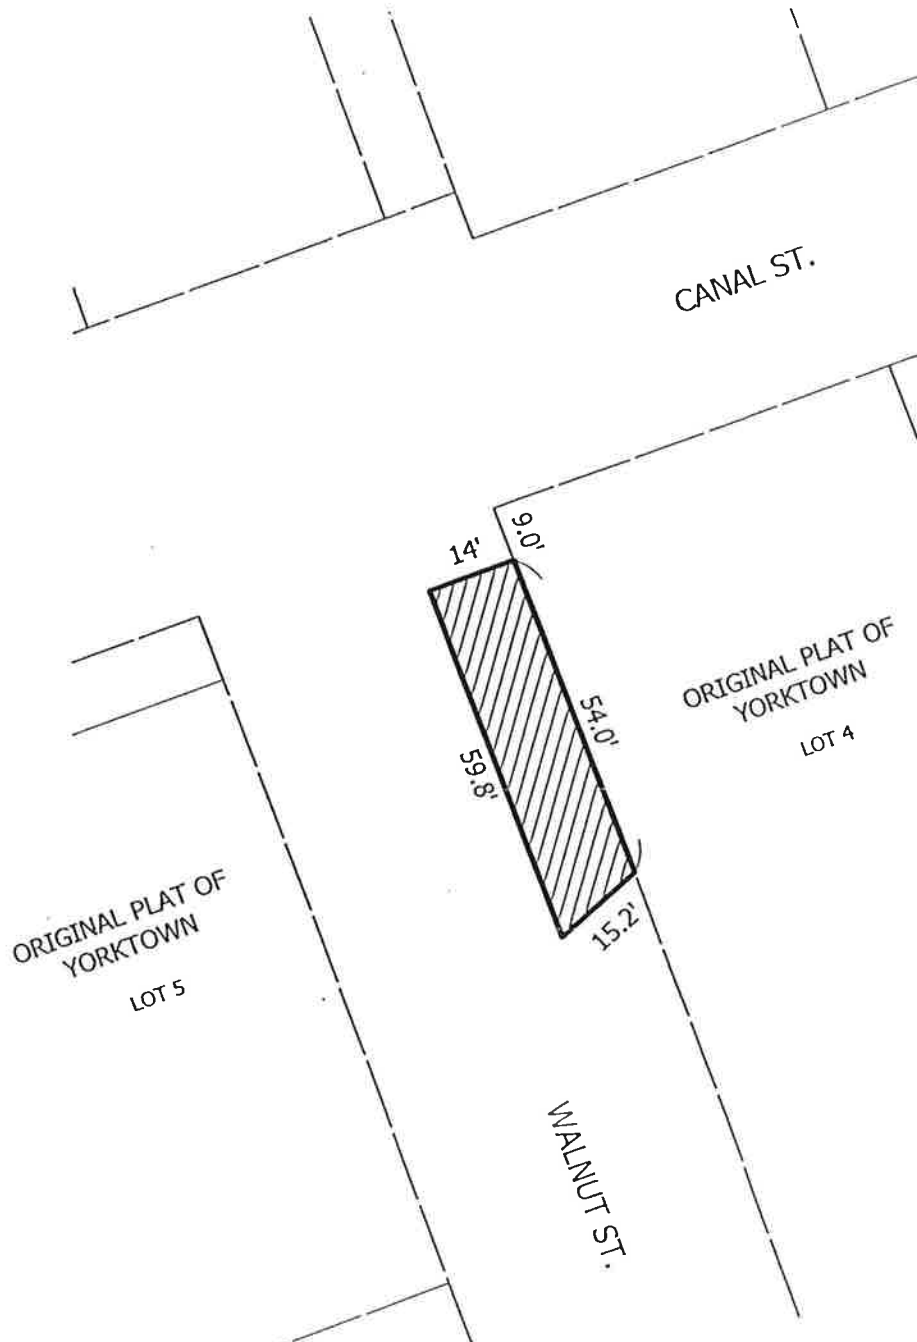 CANAL ST.
9.0'
14'
ORIGINAL PLAT OF
YORKTOWN
LOT 4
54.0'
59.8'
15.2'
ORIGINAL PLAT OF
YORKTOWN
LOT 5
WALNUT ST.